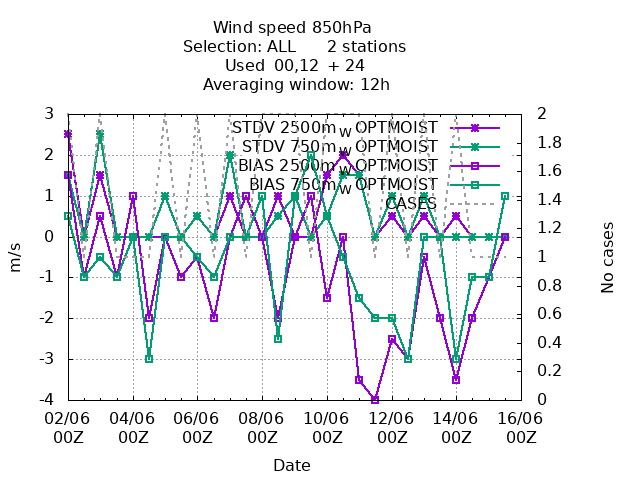 Wind speed 850hPa
Selection: ALL 2 stations
Used 00,12 + 24
Averaging window: 12h
3 2
STDV 2500m W OPTMOIST
2 1.8
STDV 750m W OPTMOIST
1.6
BIAS 2500m W OPTMOIST
BIAS 750m W OPTMOIST
1 1.4
CASES
0 1.2
m/s
No cases
-1 1
0.8
-2 0.6
-3 0.4
0.2
-4 0
02/06 04/06 06/06 08/06 10/06 12/06 14/06 16/06
00Z 00Z 00Z 00Z 00Z 00Z 00Z 00Z
Date